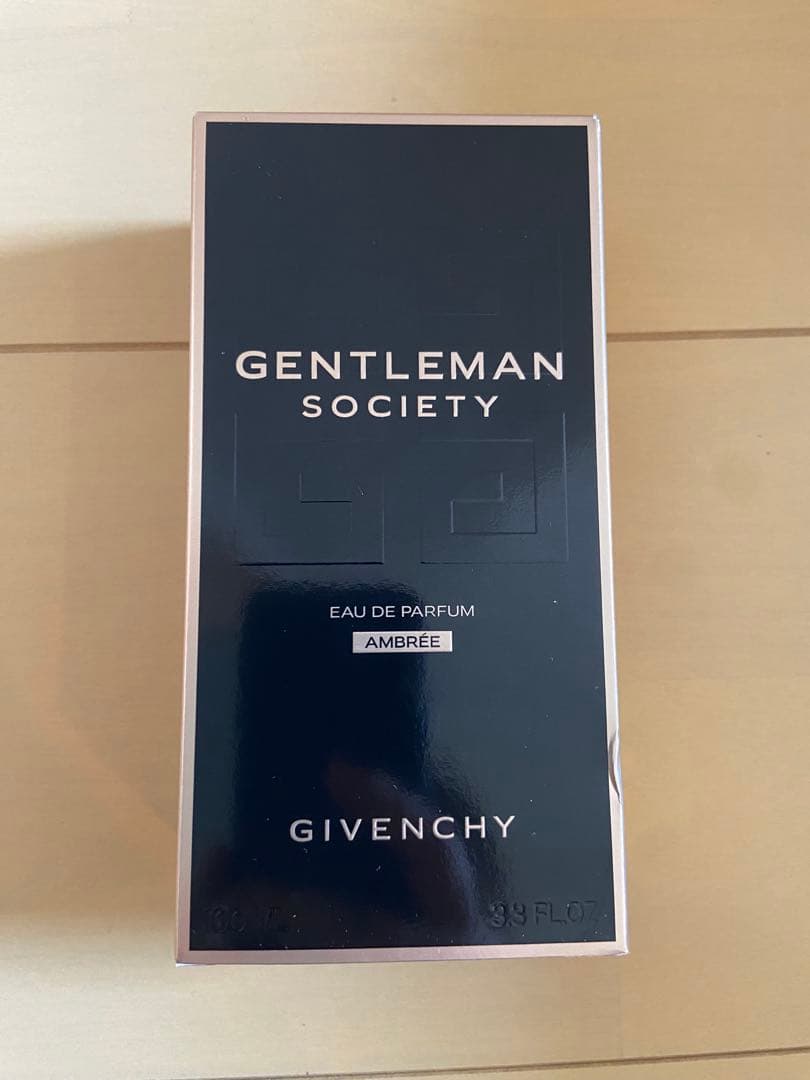 GENTLEMAN
SOCIETY
EAU DE PARFUM
AMBRÉE
GIVENCHY
3.3 FL.OZ